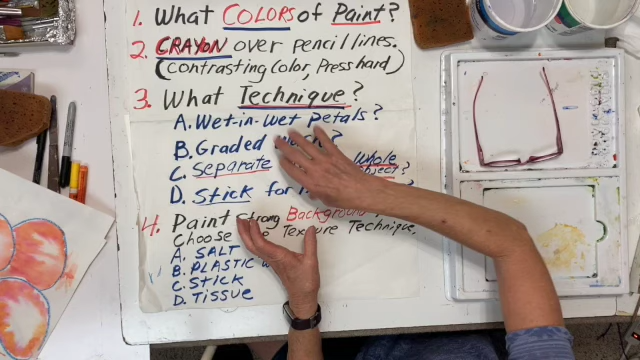 1. What COLORS of Paint?
2. CRAYON over pencil lines.
(contrasting Color, Press hard)
3. What Technique?
A. Wet-in-Wet Petals?
B. Graded ?
C. Separate Whole
object?
D. Stick for
4. Paint strong Background?
Choose Texture Technique.
A. SALT
B. PLASTIC
C. STICK
D. TISSUE